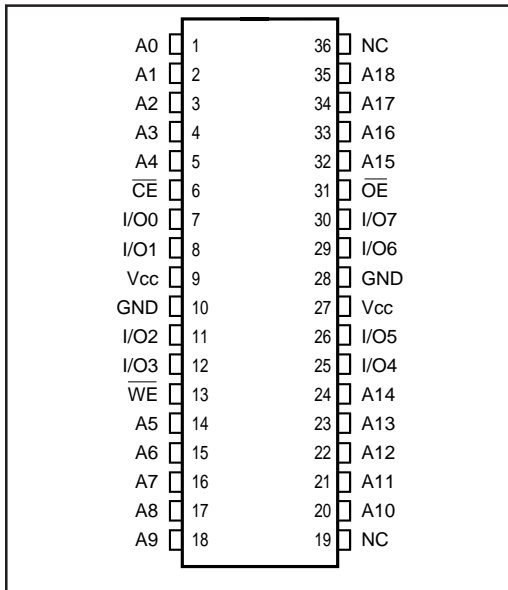 A0 1 36 NC
A1 2 35 A18
A2 3 34 A17
A3 4 33 A16
A4 5 32 A15
CE 6 31 OE
I/O0 7 30 I/O7
I/O1 8 29 I/O6
Vcc 9 28 GND
GND 10 27 Vcc
I/O2 11 26 I/O5
I/O3 12 25 I/O4
WE 13 24 A14
A5 14 23 A13
A6 15 22 A12
A7 16 21 A11
A8 17 20 A10
A9 18 19 NC